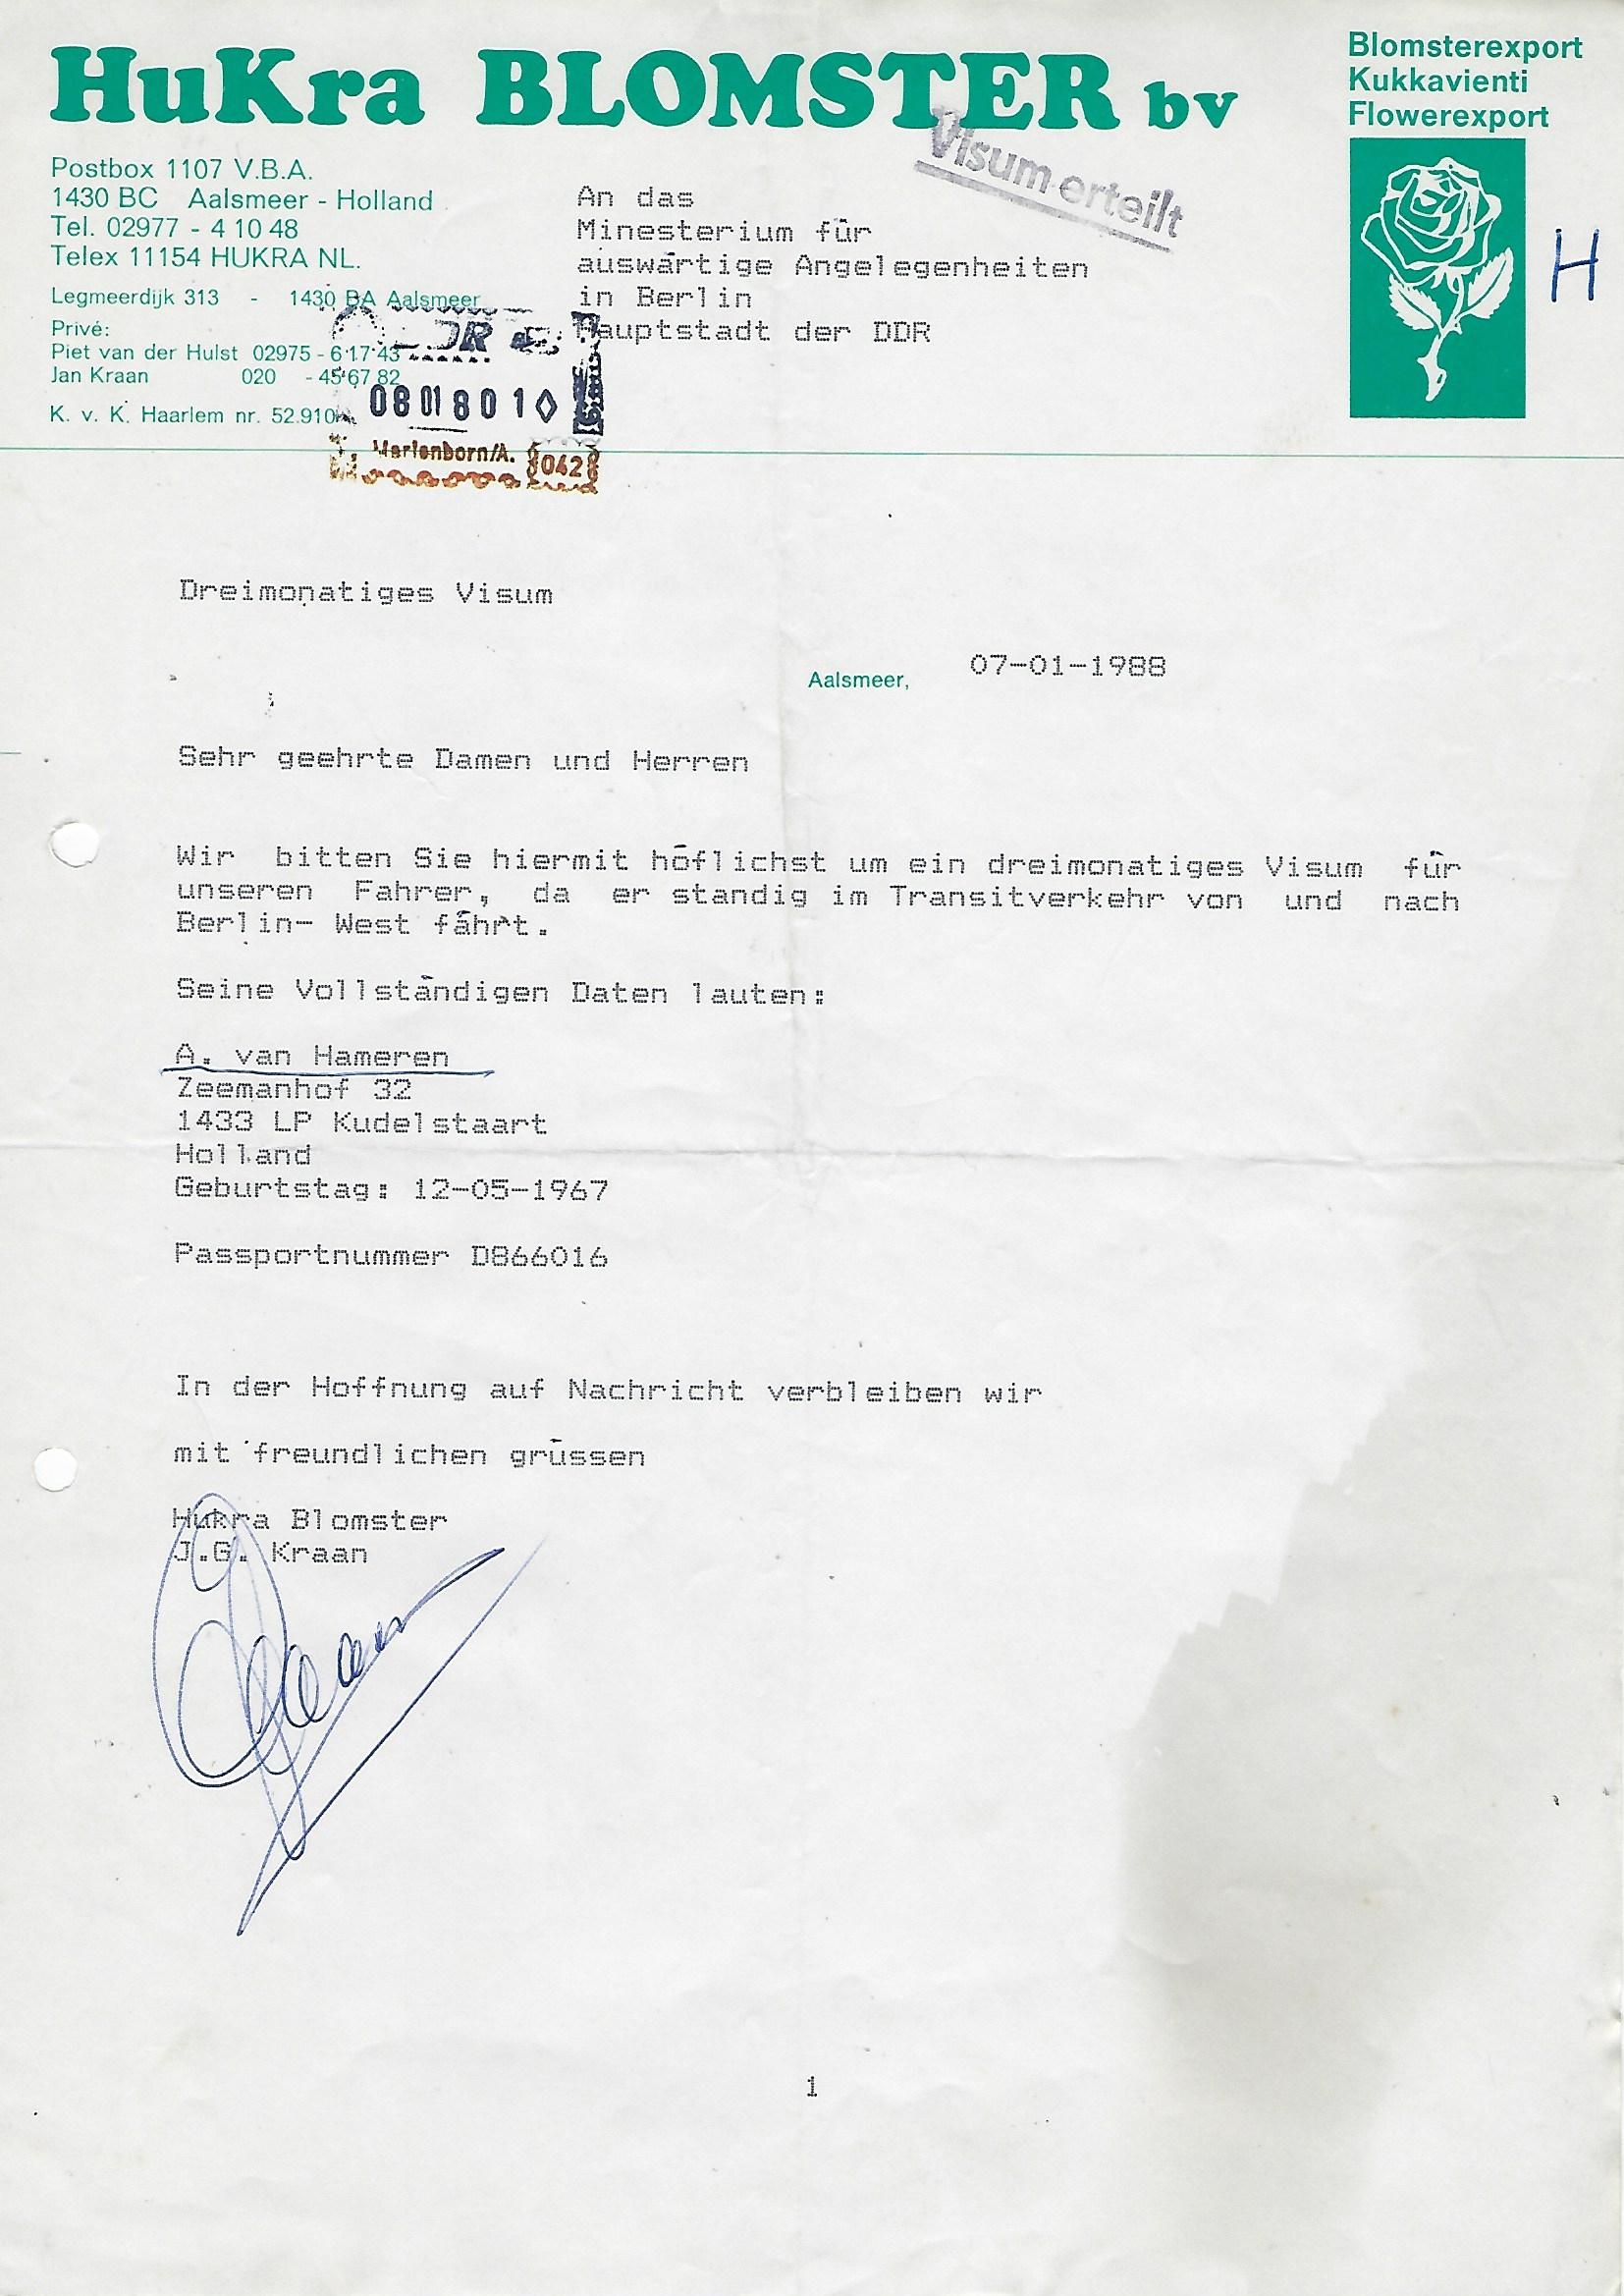 HuKra BLOMSTER bv
Blomsterexport
Kukkavienti
Flowerexport
Postbox 1107 V.B.A.
1430 BC Aalsmeer - Holland
Tel. 02977 - 4 10 48
Telex 11154 HUKRA NL.
Legmeerdijk 313 - 1430 BA Aalsmeer
Privé:
Piet van der Hulst 02975 - 6 17 43
Jan Kraan 020 - 45 67 82
K. v. K. Haarlem nr. 52.910
Visum erteilt
An das
Minesterium für
auswärtige Angelegenheiten
in Berlin
Hauptstadt der DDR
H
DDR
08 01 8 0 1 ◊
Marienborn/A. 042
Dreimonatiges Visum
Aalsmeer, 07-01-1988
Sehr geehrte Damen und Herren
Wir bitten Sie hiermit höflichst um ein dreimonatiges Visum für
unseren Fahrer, da er standig im Transitverkehr von und nach
Berlin- West fährt.
Seine Vollständigen Daten lauten:
A. van Hameren
Zeemanhof 32
1433 LP Kudelstaart
Holland
Geburtstag: 12-05-1967
Passportnummer D866016
In der Hoffnung auf Nachricht verbleiben wir
mit freundlichen grüssen
Hukra Blomster
J.G. Kraan
1